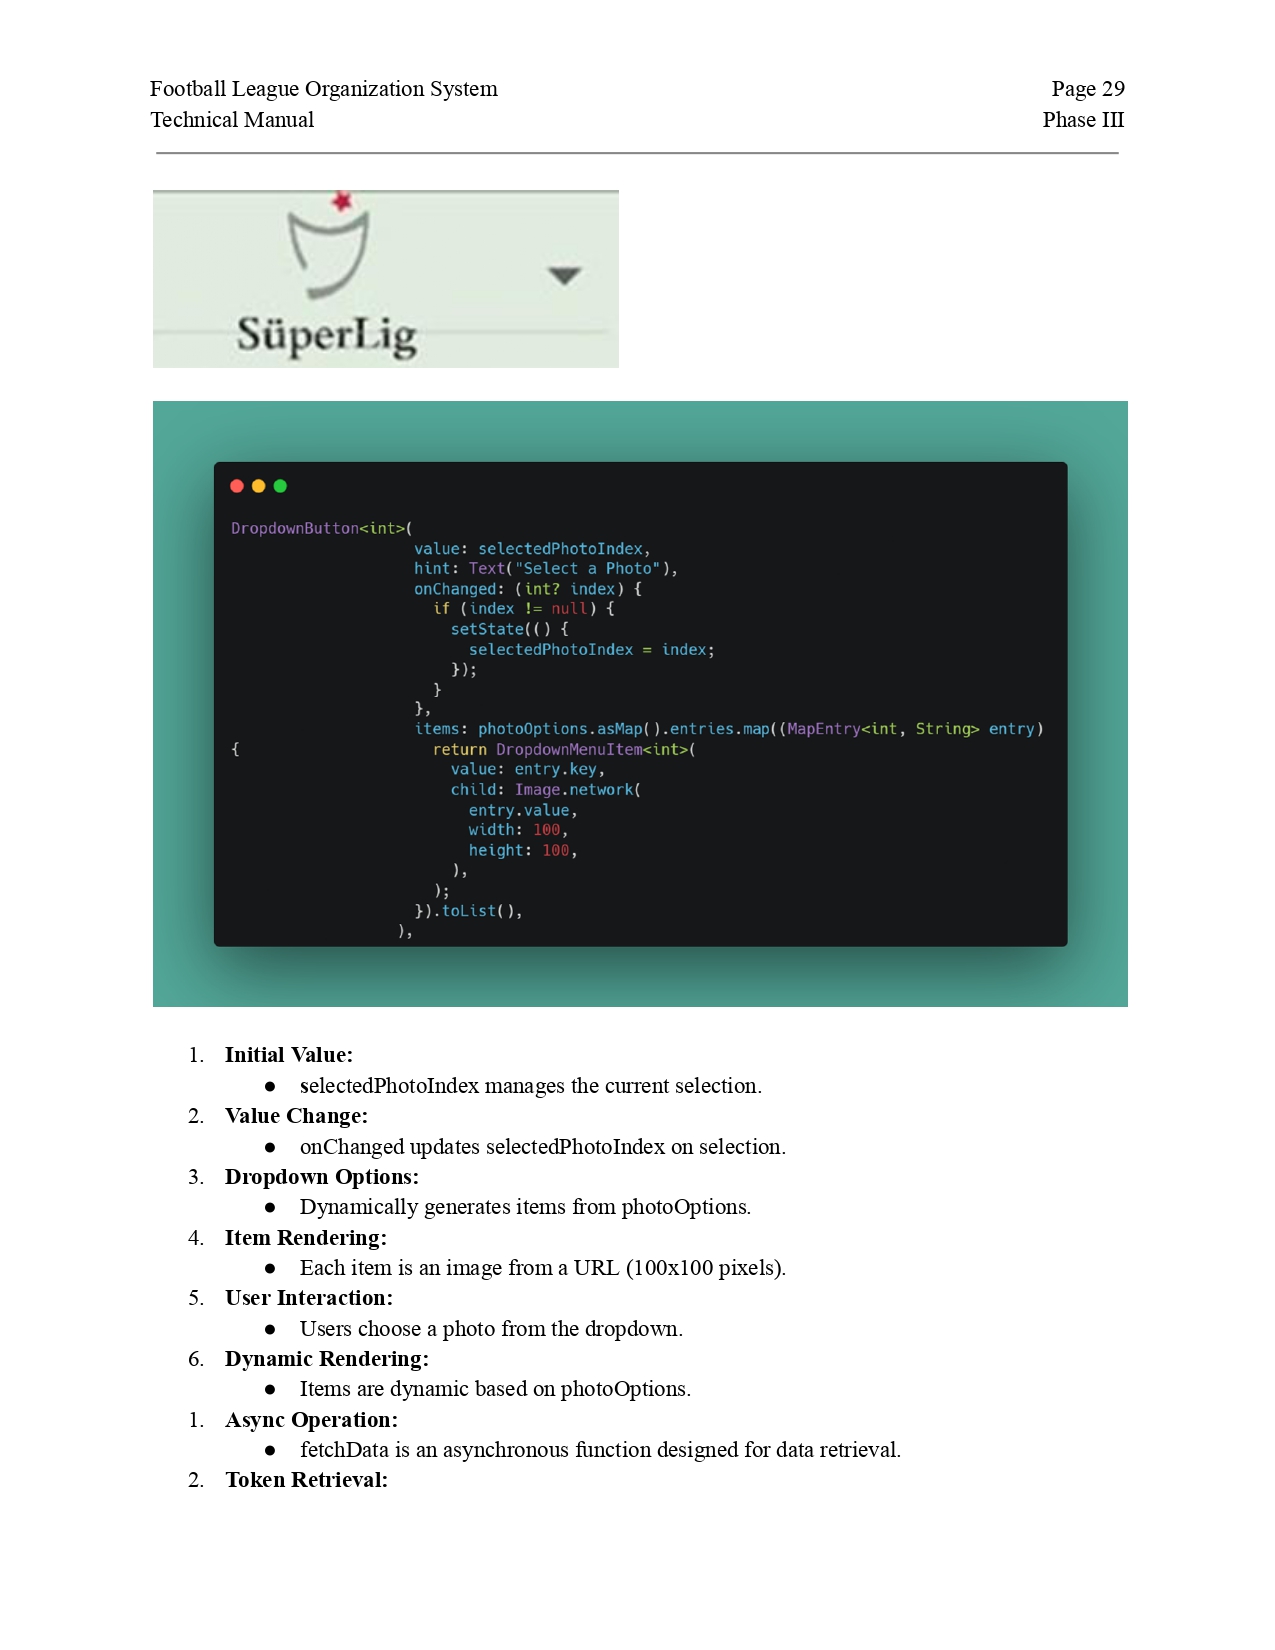 Football League Organization System Page 29
Technical Manual Phase III
SüperLig
DropdownButton<int>(
value: selectedPhotoIndex,
hint: Text("Select a Photo"),
onChanged: (int? index) {
if (index != null) {
setState(() {
selectedPhotoIndex = index;
});
}
},
items: photoOptions.asMap().entries.map((MapEntry<int, String> entry)
{ return DropdownMenuItem<int>(
value: entry.key,
child: Image.network(
entry.value,
width: 100,
height: 100,
),
);
}).toList(),
),
1. Initial Value:
● selectedPhotoIndex manages the current selection.
2. Value Change:
● onChanged updates selectedPhotoIndex on selection.
3. Dropdown Options:
● Dynamically generates items from photoOptions.
4. Item Rendering:
● Each item is an image from a URL (100x100 pixels).
5. User Interaction:
● Users choose a photo from the dropdown.
6. Dynamic Rendering:
● Items are dynamic based on photoOptions.
1. Async Operation:
● fetchData is an asynchronous function designed for data retrieval.
2. Token Retrieval: